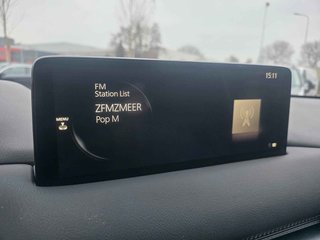 15:11
FM
Station List
ZFMZMEER
Pop M
MENU